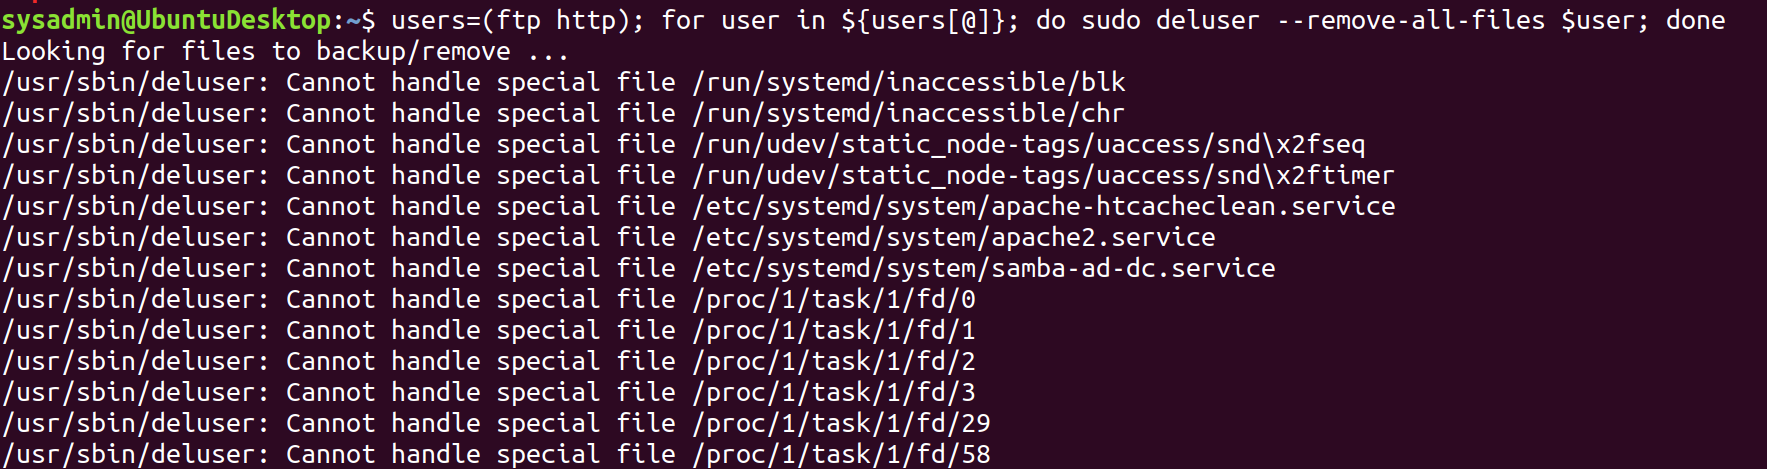 sysadmin@UbuntuDesktop:~$ users=(ftp http); for user in ${users[@]}; do sudo deluser --remove-all-files $user; done
Looking for files to backup/remove ...
/usr/sbin/deluser: Cannot handle special file /run/systemd/inaccessible/blk
/usr/sbin/deluser: Cannot handle special file /run/systemd/inaccessible/chr
/usr/sbin/deluser: Cannot handle special file /run/udev/static_node-tags/uaccess/snd\x2fseq
/usr/sbin/deluser: Cannot handle special file /run/udev/static_node-tags/uaccess/snd\x2ftimer
/usr/sbin/deluser: Cannot handle special file /etc/systemd/system/apache-htcacheclean.service
/usr/sbin/deluser: Cannot handle special file /etc/systemd/system/apache2.service
/usr/sbin/deluser: Cannot handle special file /etc/systemd/system/samba-ad-dc.service
/usr/sbin/deluser: Cannot handle special file /proc/1/task/1/fd/0
/usr/sbin/deluser: Cannot handle special file /proc/1/task/1/fd/1
/usr/sbin/deluser: Cannot handle special file /proc/1/task/1/fd/2
/usr/sbin/deluser: Cannot handle special file /proc/1/task/1/fd/3
/usr/sbin/deluser: Cannot handle special file /proc/1/task/1/fd/29
/usr/sbin/deluser: Cannot handle special file /proc/1/task/1/fd/58